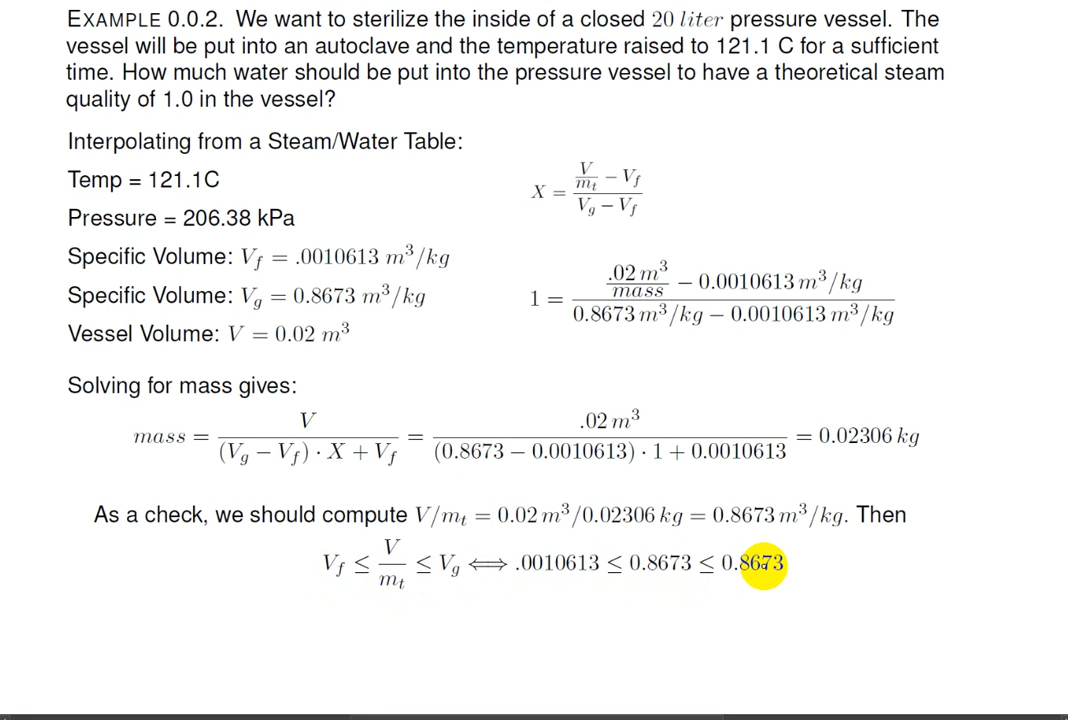 EXAMPLE 0.0.2. We want to sterilize the inside of a closed 20 liter pressure vessel. The
vessel will be put into an autoclave and the temperature raised to 121.1 C for a sufficient
time. How much water should be put into the pressure vessel to have a theoretical steam
quality of 1.0 in the vessel?
Interpolating from a Steam/Water Table:
Temp = 121.1C
Pressure = 206.38 kPa
Specific Volume: V_f = .0010613 m^3/kg
Specific Volume: V_g = 0.8673 m^3/kg
Vessel Volume: V = 0.02 m^3
X = \frac{\frac{V}{m_t} - V_f}{V_g - V_f}
1 = \frac{\frac{.02 m^3}{mass} - 0.0010613 m^3/kg}{0.8673 m^3/kg - 0.0010613 m^3/kg}
Solving for mass gives:
mass = \frac{V}{(V_g - V_f) · X + V_f} = \frac{.02 m^3}{(0.8673 - 0.0010613) · 1 + 0.0010613} = 0.02306 kg
As a check, we should compute V/m_t = 0.02 m^3/0.02306 kg = 0.8673 m^3/kg. Then
V_f ≤ \frac{V}{m_t} ≤ V_g ⟺ .0010613 ≤ 0.8673 ≤ 0.8673